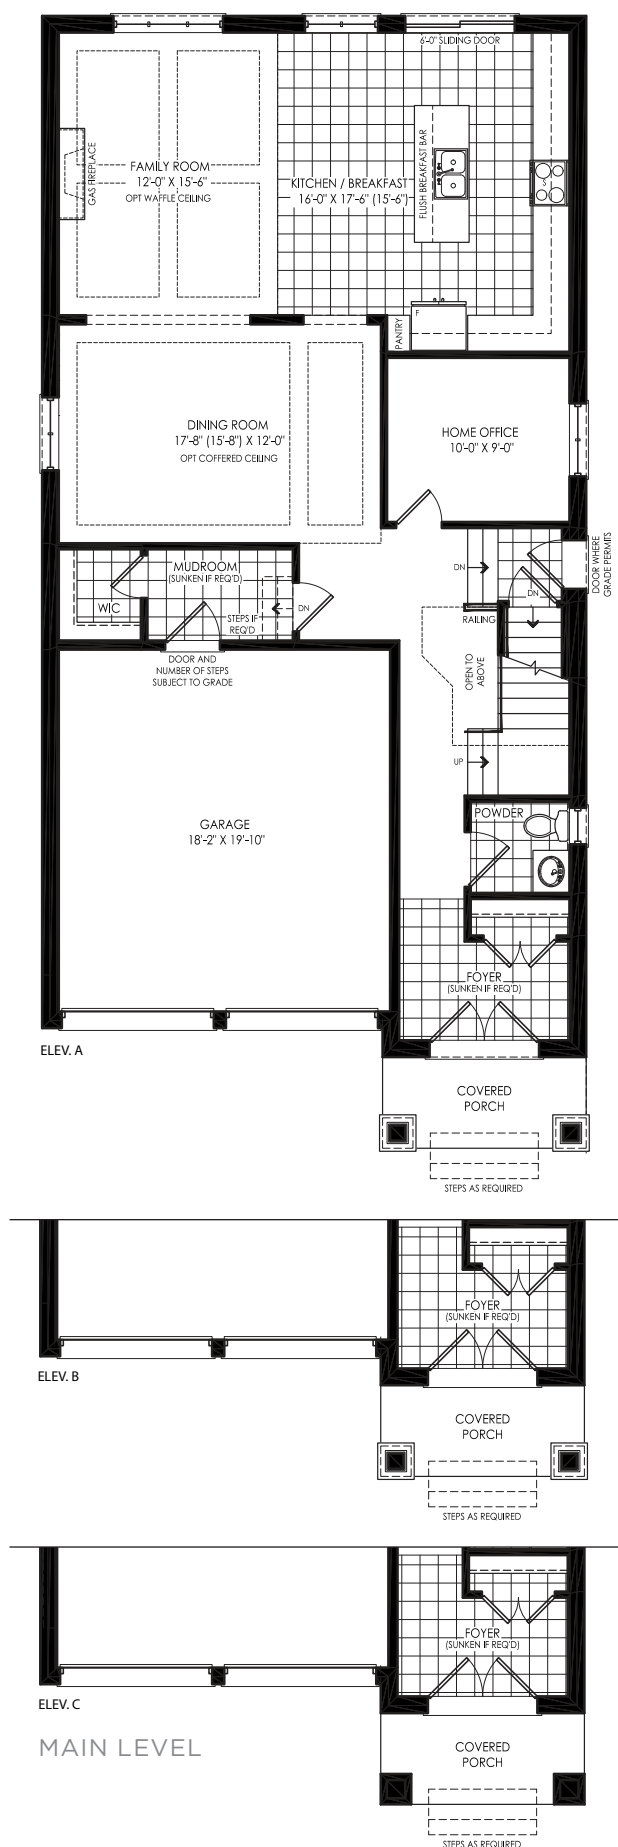 6'-0" SLIDING DOOR
GAS FIREPLACE
FAMILY ROOM
12'-0" X 15'-6"
OPT WAFFLE CEILING
KITCHEN / BREAKFAST
16'-0" X 17'-6" (15'-6")
FLUSH BREAKFAST BAR
S
F
PANTRY
DINING ROOM
17'-8" (15'-8") X 12'-0"
OPT COFFERED CEILING
HOME OFFICE
10'-0" X 9'-0"
MUDROOM
(SUNKEN IF REQ'D)
WIC
STEPS IF
REQ'D
DN
DN
DN
DOOR WHERE
GRADE PERMITS
RAILING
OPEN TO
ABOVE
DOOR AND
NUMBER OF STEPS
SUBJECT TO GRADE
UP
GARAGE
18'-2" X 19'-10"
POWDER
FOYER
(SUNKEN IF REQ'D)
ELEV. A
COVERED
PORCH
STEPS AS REQUIRED
FOYER
(SUNKEN IF REQ'D)
ELEV. B
COVERED
PORCH
STEPS AS REQUIRED
FOYER
(SUNKEN IF REQ'D)
ELEV. C
MAIN LEVEL
COVERED
PORCH
STEPS AS REQUIRED